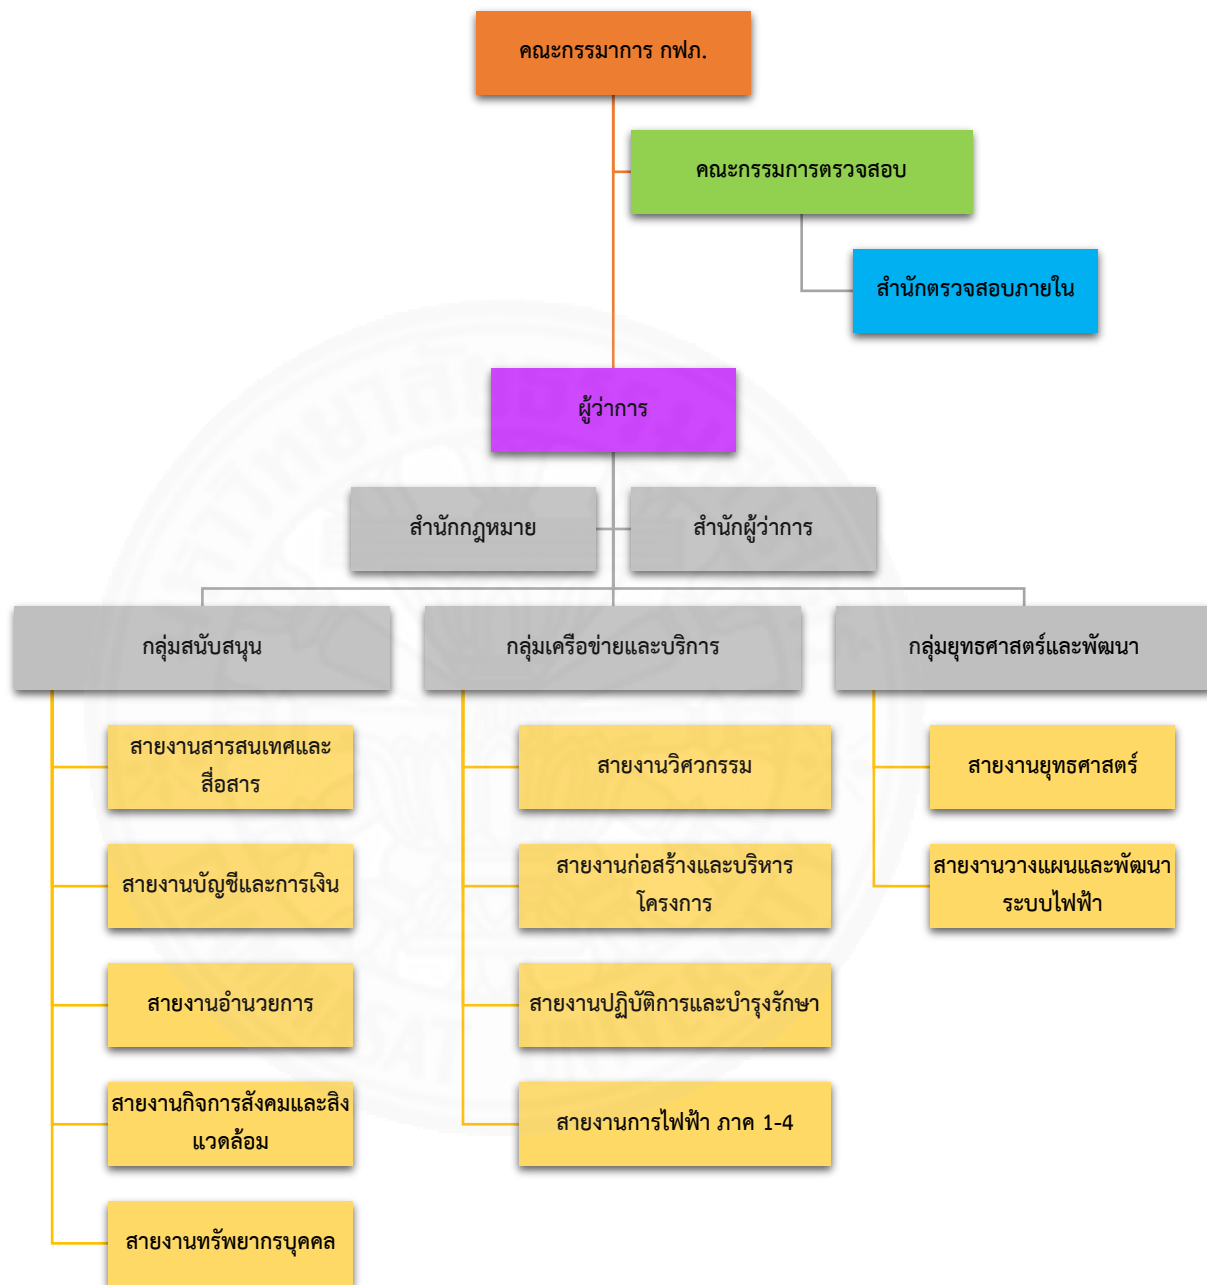 คณะกรรมาการ กฟภ.
คณะกรรมการตรวจสอบ
สำนักตรวจสอบภายใน
ผู้ว่าการ
สำนักกฎหมาย
สำนักผู้ว่าการ
กลุ่มสนับสนุน
กลุ่มเครือข่ายและบริการ
กลุ่มยุทธศาสตร์และพัฒนา
สายงานสารสนเทศและ
สื่อสาร
สายงานวิศวกรรม
สายงานยุทธศาสตร์
สายงานบัญชีและการเงิน
สายงานก่อสร้างและบริหาร
โครงการ
สายงานวางแผนและพัฒนา
ระบบไฟฟ้า
สายงานอำนวยการ
สายงานปฏิบัติการและบำรุงรักษา
สายงานกิจการสังคมและสิง
แวดล้อม
สายงานการไฟฟ้า ภาค 1-4
สายงานทรัพยากรบุคคล